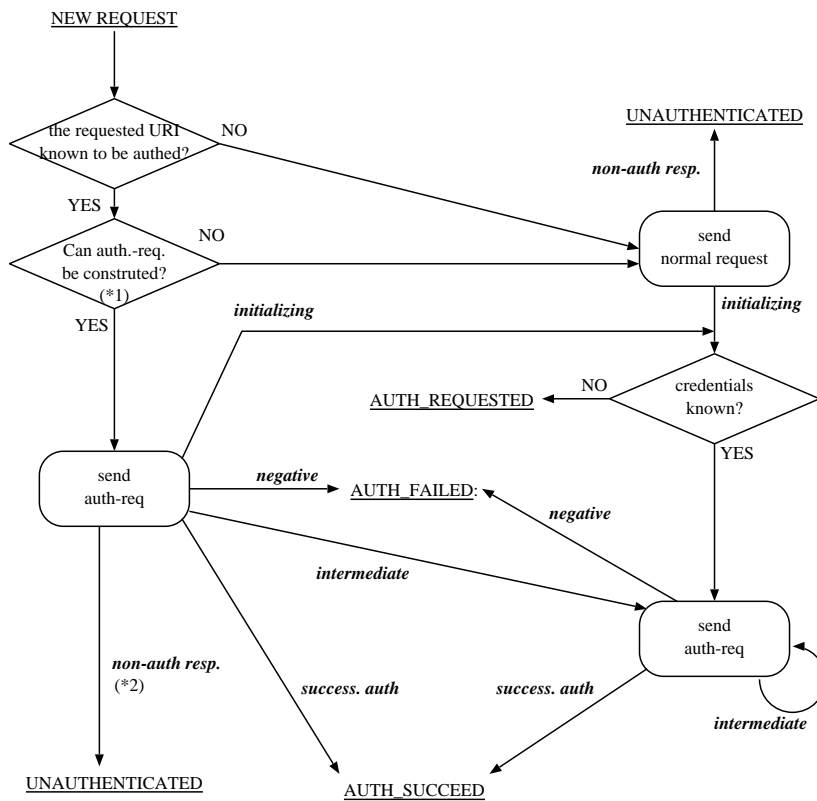 NEW REQUEST
the requested URI
known to be authed?
NO
YES
UNAUTHENTICATED
non-auth resp.
Can auth.-req.
be construted?
(*1)
NO
YES
send
normal request
initializing
initializing
credentials
known?
NO
AUTH_REQUESTED
YES
send
auth-req
negative
AUTH_FAILED:
negative
intermediate
send
auth-req
non-auth resp.
(*2)
success. auth
success. auth
intermediate
UNAUTHENTICATED
AUTH_SUCCEED